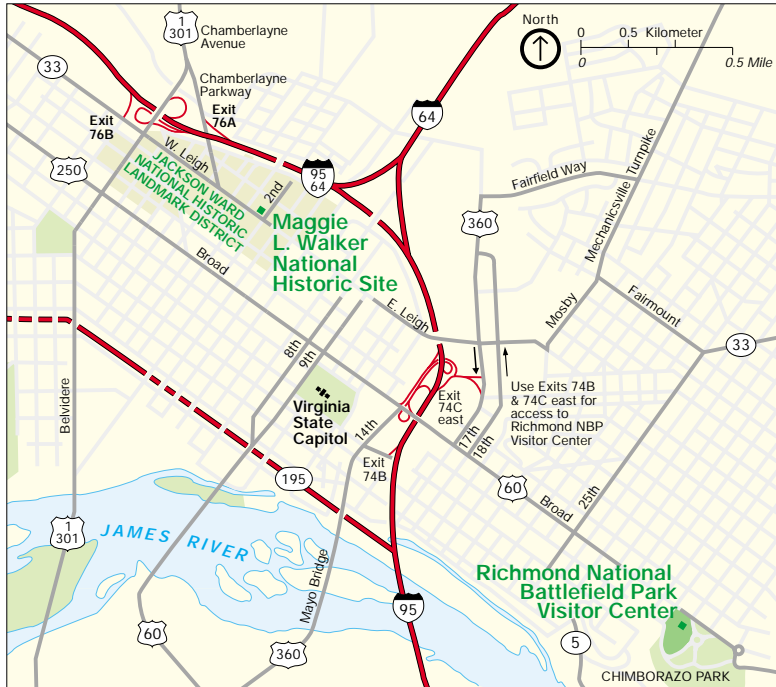 1
301
Chamberlayne
Avenue
North
0 0.5 Kilometer
0 0.5 Mile
33
Chamberlayne
Parkway
Exit
76A
Exit
76B
64
250
W. Leigh
JACKSON WARD
NATIONAL HISTORIC
LANDMARK DISTRICT
2nd
95
64
Fairfield Way
360
Mechanicsville Turnpike
Maggie
L. Walker
National
Historic Site
Broad
E. Leigh
Mosby
Fairmount
33
8th
9th
Belvidere
Virginia
State
Capitol
14th
Exit
74C
east
Use Exits 74B
& 74C east for
access to
Richmond NBP
Visitor Center
17th
18th
Exit
74B
195
60
Broad
25th
1
301
JAMES RIVER
Mayo Bridge
Richmond National
Battlefield Park
Visitor Center
95
60
360
5
CHIMBORAZO PARK